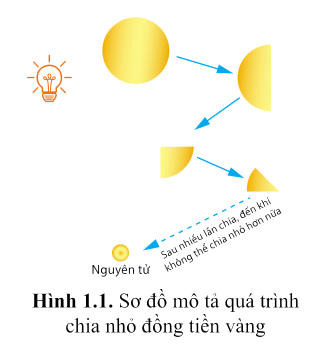 Sau nhiều lần chia, đến khi
không thể chia nhỏ hơn nữa
Nguyên tử
Hình 1.1. Sơ đồ mô tả quá trình
chia nhỏ đồng tiền vàng